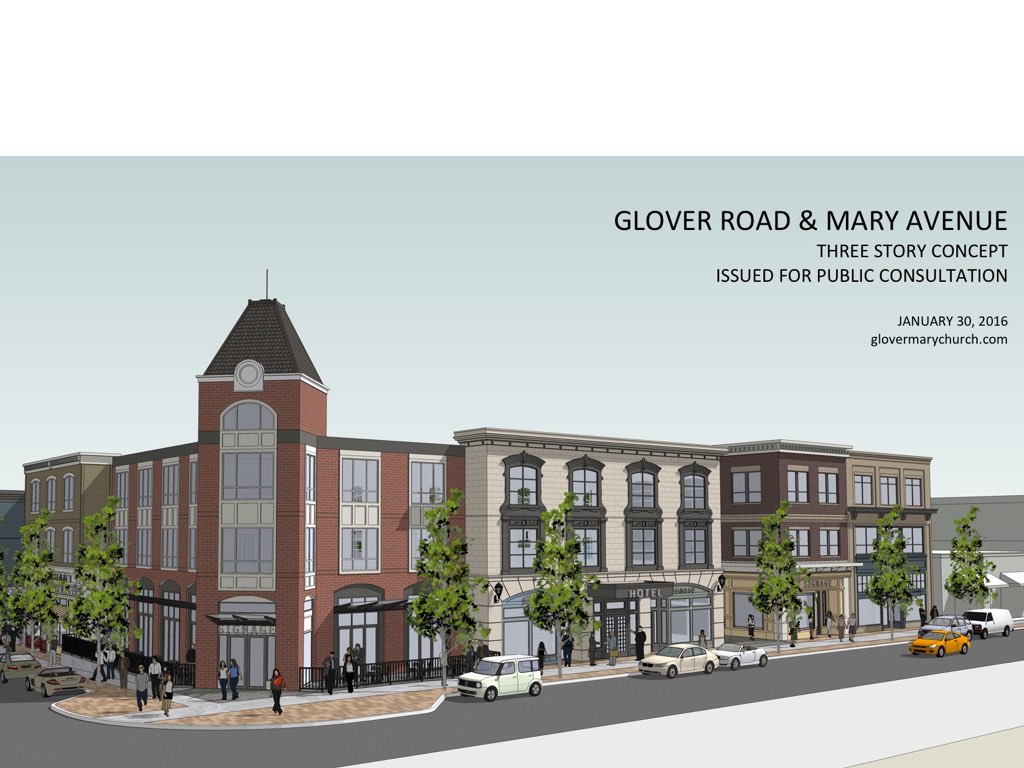 GLOVER ROAD & MARY AVENUE
THREE STORY CONCEPT
ISSUED FOR PUBLIC CONSULTATION
JANUARY 30, 2016
glovermarychurch.com
SIGNAGE
HOTEL
SIGNAGE
SIGNAGE